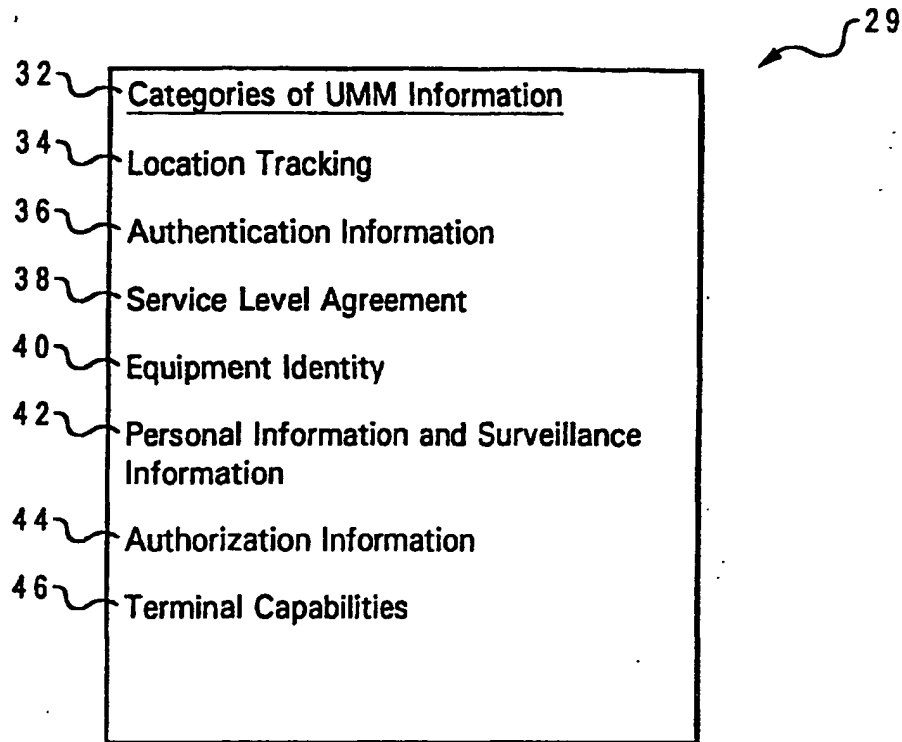 29
32 Categories of UMM Information
34 Location Tracking
36 Authentication Information
38 Service Level Agreement
40 Equipment Identity
42 Personal Information and Surveillance
Information
44 Authorization Information
46 Terminal Capabilities